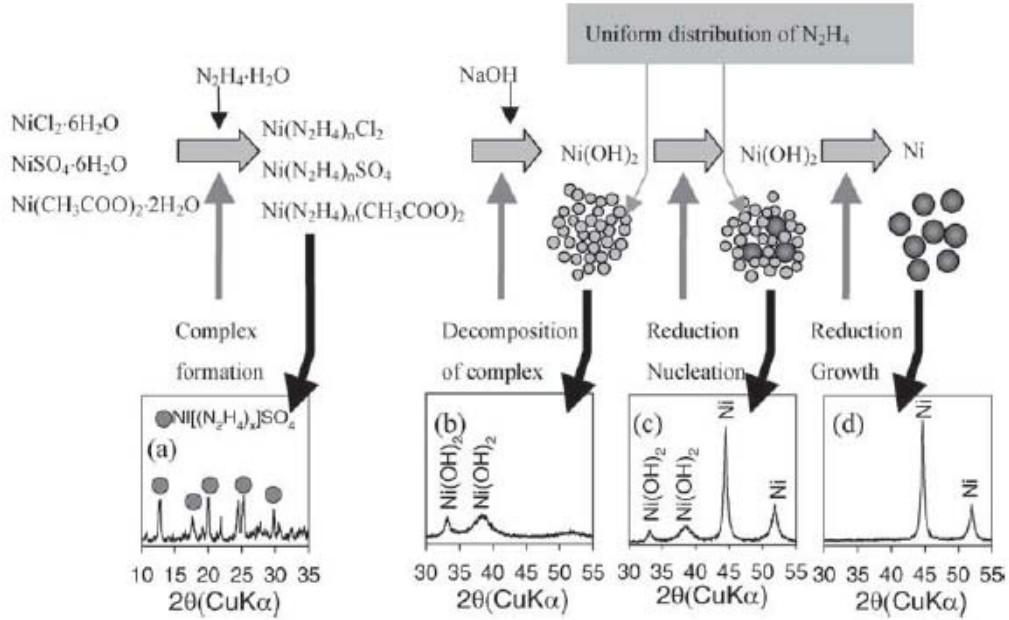 Uniform distribution of N₂H₄
N₂H₄·H₂O
NaOH
NiCl₂·6H₂O
NiSO₄·6H₂O
Ni(CH₃COO)₂·2H₂O
Ni(N₂H₄)ₙCl₂
Ni(N₂H₄)ₙSO₄
Ni(N₂H₄)ₙ(CH₃COO)₂
Ni(OH)₂
Ni(OH)₂
Ni
Complex
formation
Decomposition
of complex
Reduction
Nucleation
Reduction
Growth
NI[(N₂H₄)ₓ]SO₄
(a)
10 15 20 25 30 35
2θ(CuKα)
(b)
Ni(OH)₂
Ni(OH)₂
30 35 40 45 50 55
2θ(CuKα)
(c)
Ni(OH)₂
Ni(OH)₂
Ni
Ni
30 35 40 45 50 55
2θ(CuKα)
(d)
Ni
Ni
30 35 40 45 50 55
2θ(CuKα)